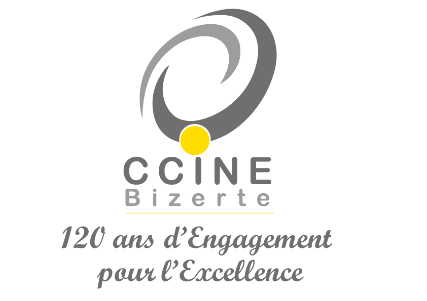 CCINE
Bizerte
120 ans d'Engagement
pour l'Excellence